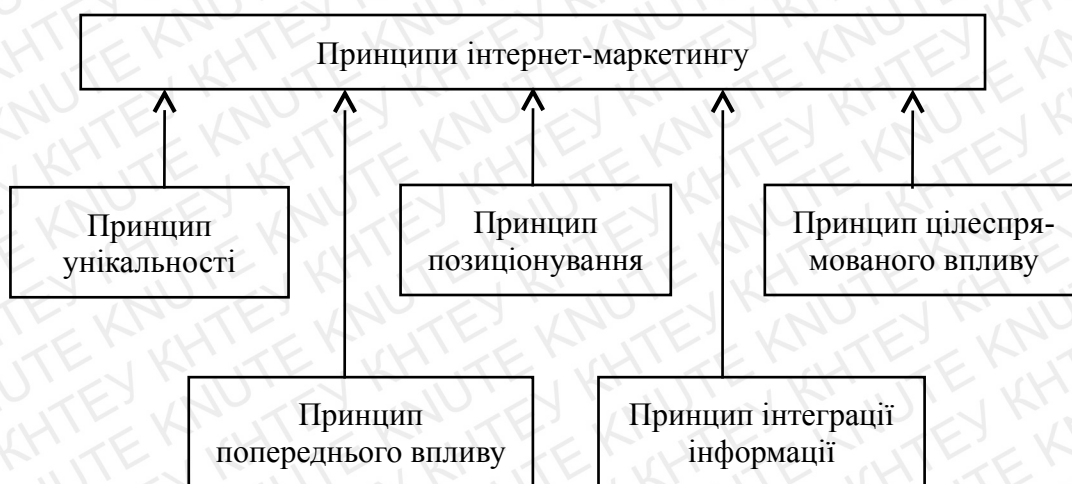 Принципи інтернет-маркетингу
Принцип
унікальності
Принцип
позиціонування
Принцип цілеспря-
мованого впливу
Принцип
попереднього впливу
Принцип інтеграції
інформації